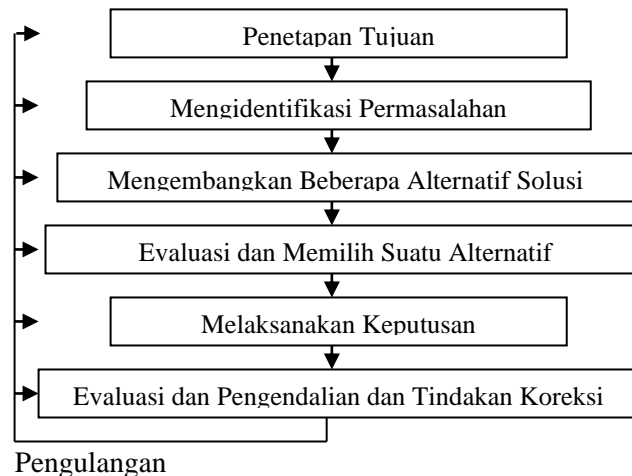 Penetapan Tujuan
Mengidentifikasi Permasalahan
Mengembangkan Beberapa Alternatif Solusi
Evaluasi dan Memilih Suatu Alternatif
Melaksanakan Keputusan
Evaluasi dan Pengendalian dan Tindakan Koreksi
Pengulangan